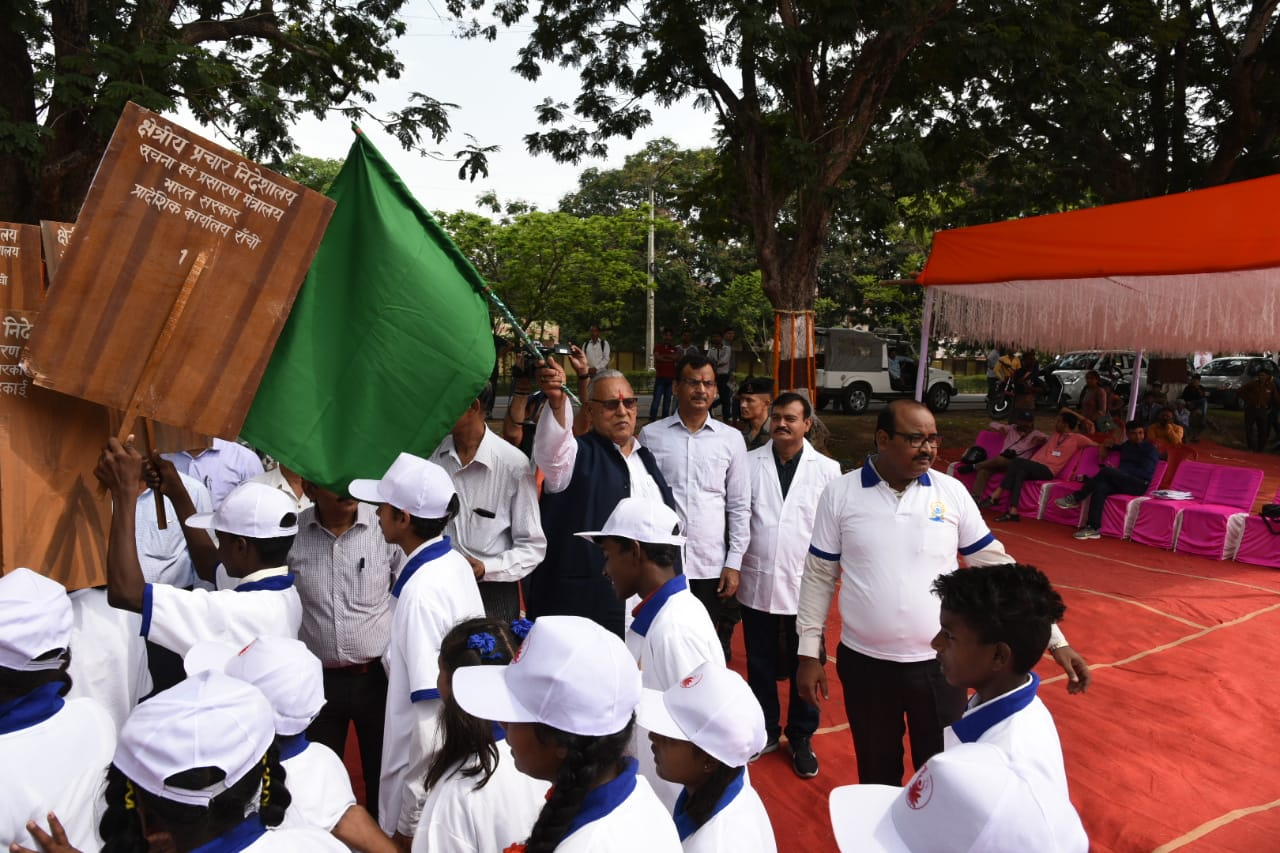 क्षेत्रीय प्रचार निदेशालय
सूचना एवं प्रसारण मंत्रालय
भारत सरकार
प्रादेशिक कार्यालय राँची
1